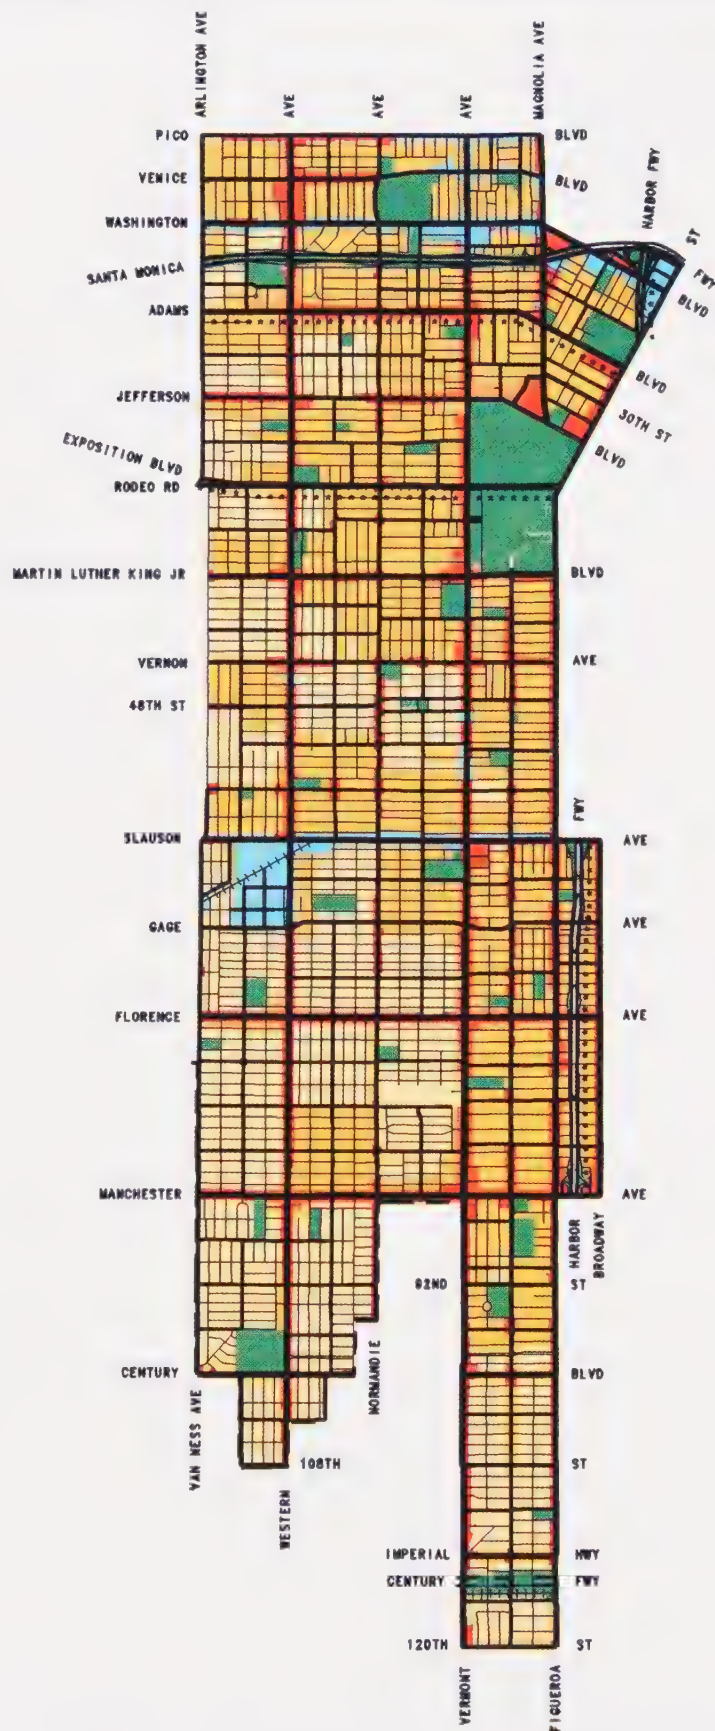 ARLINGTON AVE
AVE
AVE
AVE
MAGNOLIA AVE
PICO
BLVD
VENICE
BLVD
HARBOR FWY
WASHINGTON
ST
SANTA MONICA
FWY
BLVD
ADAMS
BLVD
JEFFERSON
30TH ST
EXPOSITION BLVD
BLVD
RODEO RD
MARTIN LUTHER KING JR
BLVD
VERNON
AVE
48TH ST
FWY
SLAUSON
AVE
GAGE
AVE
FLORENCE
AVE
MANCHESTER
AVE
HARBOR
BROADWAY
92ND
ST
NORMANDIE
CENTURY
BLVD
VAN NESS AVE
108TH
ST
WESTERN
IMPERIAL
HWY
CENTURY
FWY
120TH
ST
VERMONT
FIGUEROA